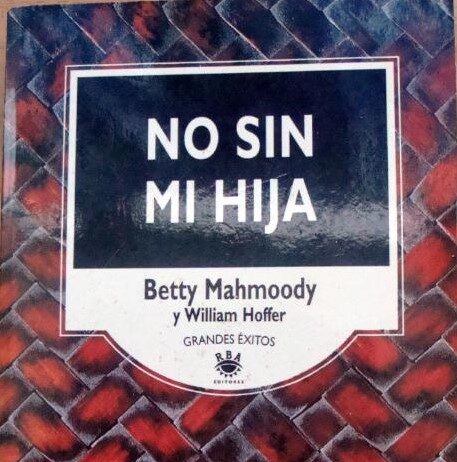 NO SIN
MI HIJA
Betty Mahmoody
y William Hoffer
GRANDES ÉXITOS
RBA
EDITORES